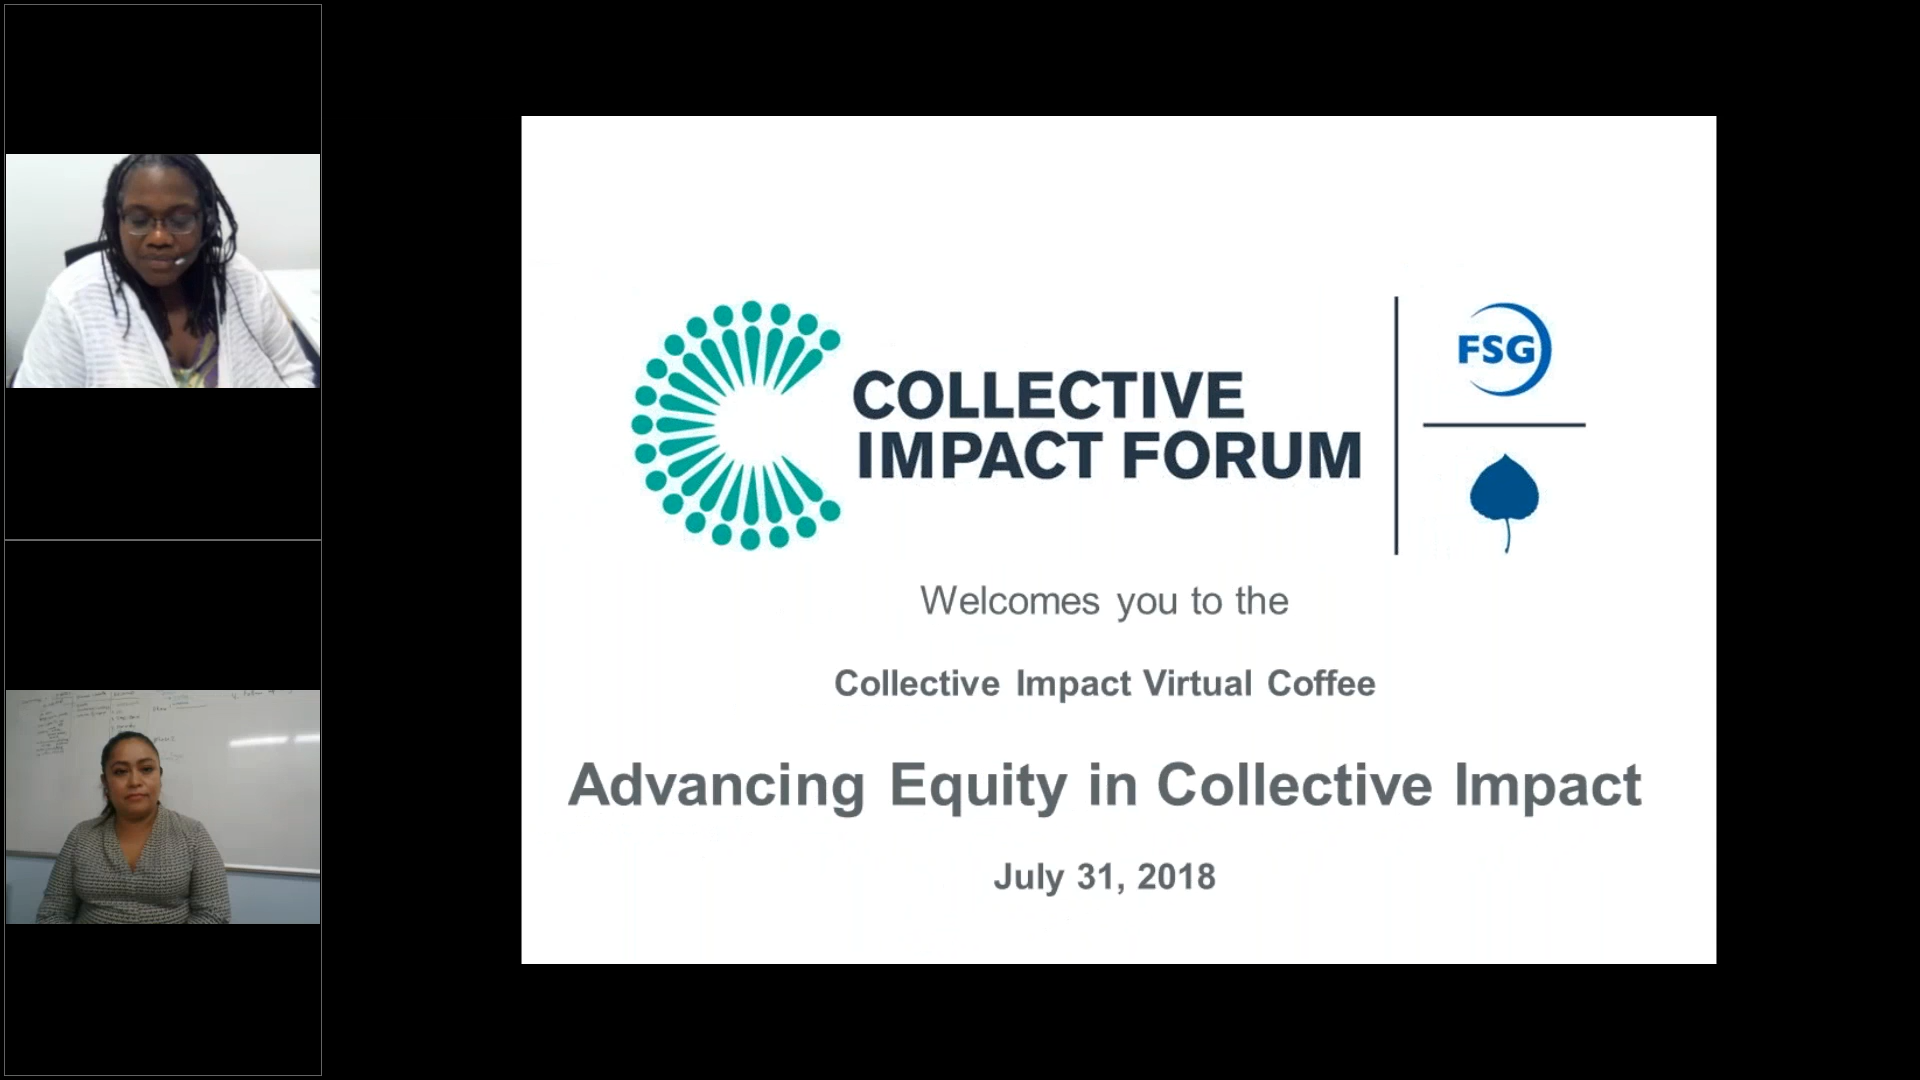 COLLECTIVE
IMPACT FORUM
FSG
Welcomes you to the
Collective Impact Virtual Coffee
Advancing Equity in Collective Impact
July 31, 2018